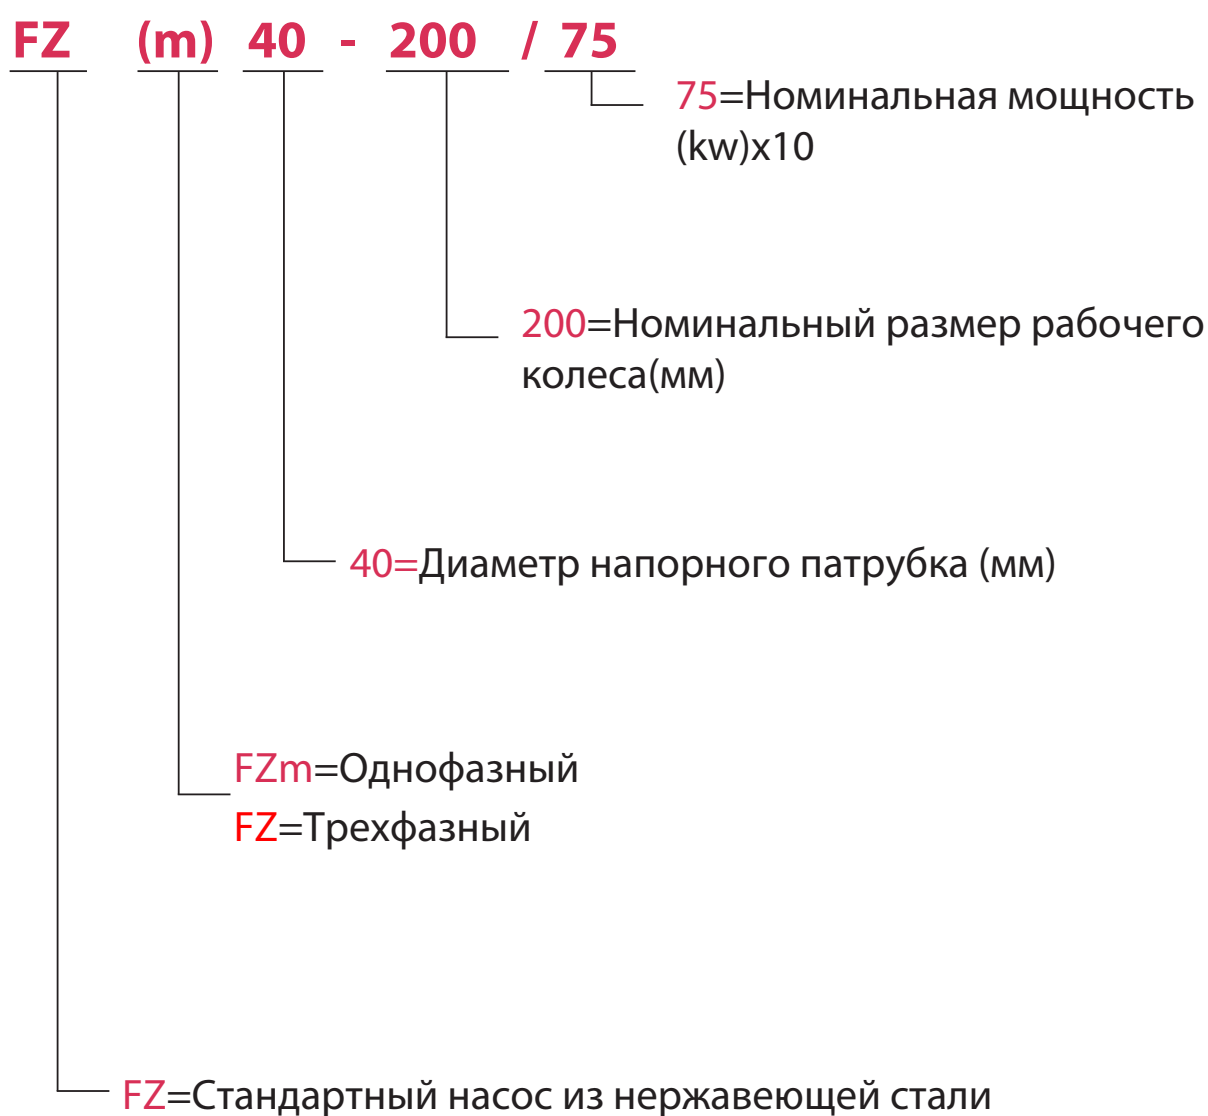 FZ (m) 40 - 200 / 75
75=Номинальная мощность
(kw)x10
200=Номинальный размер рабочего
колеса(мм)
40=Диаметр напорного патрубка (мм)
FZm=Однофазный
FZ=Трехфазный
FZ=Стандартный насос из нержавеющей стали